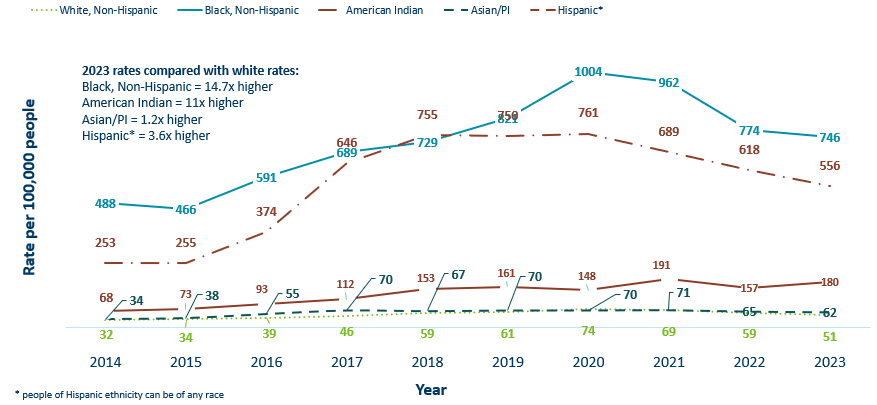 White, Non-Hispanic Black, Non-Hispanic American Indian Asian/PI Hispanic*
2023 rates compared with white rates:
Black, Non-Hispanic = 14.7x higher
American Indian = 11x higher
Asian/PI = 1.2x higher
Hispanic* = 3.6x higher
Rate per 100,000 people
488 466 591 689 729 821 1004 962 774 746
253 255 374 646 755 750 761 689 618 556
68 73 93 112 153 161 148 191 157 180
34 38 55 70 67 70 70 71 65 62
32 34 39 46 59 61 74 69 59 51
2014 2015 2016 2017 2018 2019 2020 2021 2022 2023
Year
* people of Hispanic ethnicity can be of any race